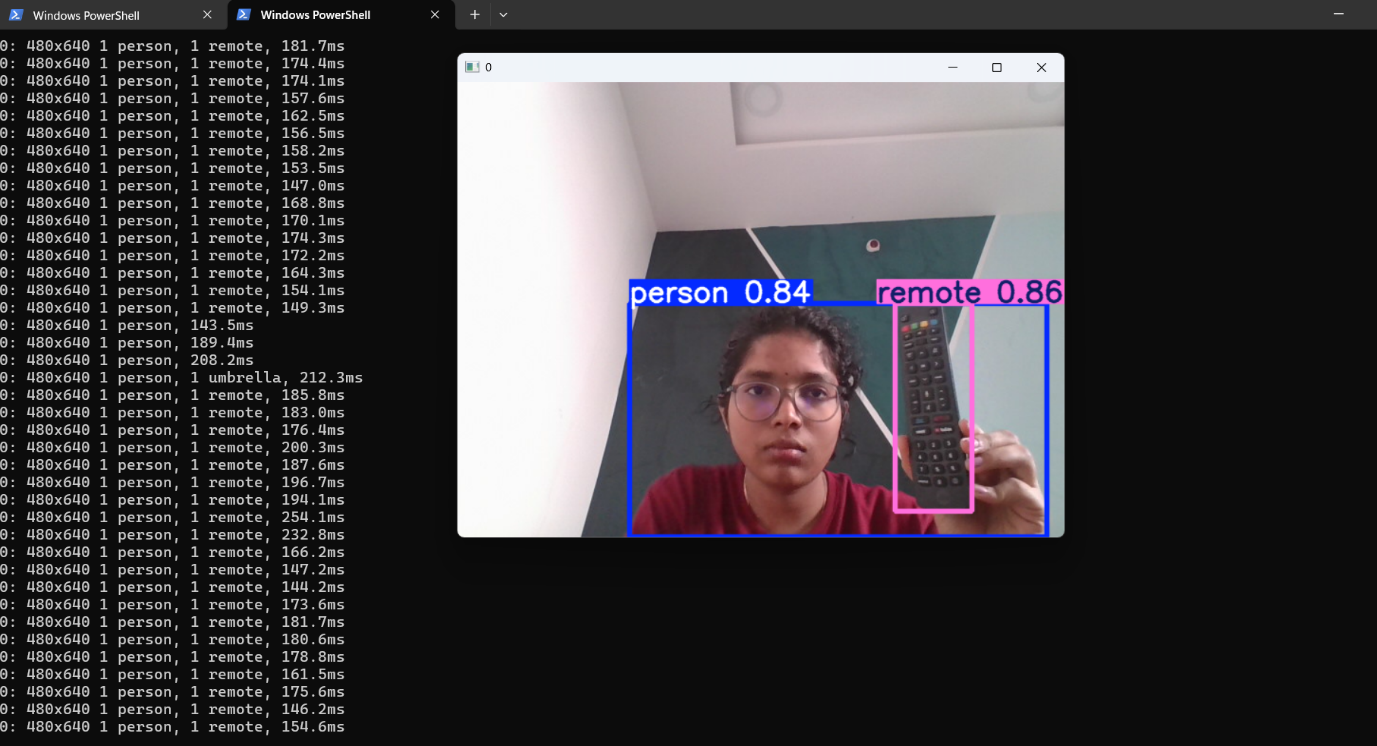 Windows PowerShell
Windows PowerShell
0: 480x640 1 person, 1 remote, 181.7ms
0: 480x640 1 person, 1 remote, 174.4ms
0: 480x640 1 person, 1 remote, 174.1ms
0: 480x640 1 person, 1 remote, 157.6ms
0: 480x640 1 person, 1 remote, 162.5ms
0: 480x640 1 person, 1 remote, 156.5ms
0: 480x640 1 person, 1 remote, 158.2ms
0: 480x640 1 person, 1 remote, 153.5ms
0: 480x640 1 person, 1 remote, 147.0ms
0: 480x640 1 person, 1 remote, 168.8ms
0: 480x640 1 person, 1 remote, 170.1ms
0: 480x640 1 person, 1 remote, 174.3ms
0: 480x640 1 person, 1 remote, 172.2ms
0: 480x640 1 person, 1 remote, 164.3ms
0: 480x640 1 person, 1 remote, 154.1ms
0: 480x640 1 person, 1 remote, 149.3ms
0: 480x640 1 person, 143.5ms
0: 480x640 1 person, 189.4ms
0: 480x640 1 person, 208.2ms
0: 480x640 1 person, 1 umbrella, 212.3ms
0: 480x640 1 person, 1 remote, 185.8ms
0: 480x640 1 person, 1 remote, 183.0ms
0: 480x640 1 person, 1 remote, 176.4ms
0: 480x640 1 person, 1 remote, 200.3ms
0: 480x640 1 person, 1 remote, 187.6ms
0: 480x640 1 person, 1 remote, 196.7ms
0: 480x640 1 person, 1 remote, 194.1ms
0: 480x640 1 person, 1 remote, 254.1ms
0: 480x640 1 person, 1 remote, 232.8ms
0: 480x640 1 person, 1 remote, 166.2ms
0: 480x640 1 person, 1 remote, 147.2ms
0: 480x640 1 person, 1 remote, 144.2ms
0: 480x640 1 person, 1 remote, 173.6ms
0: 480x640 1 person, 1 remote, 181.7ms
0: 480x640 1 person, 1 remote, 180.6ms
0: 480x640 1 person, 1 remote, 178.8ms
0: 480x640 1 person, 1 remote, 161.5ms
0: 480x640 1 person, 1 remote, 175.6ms
0: 480x640 1 person, 1 remote, 146.2ms
0: 480x640 1 person, 1 remote, 154.6ms
0
person 0.84
remote 0.86